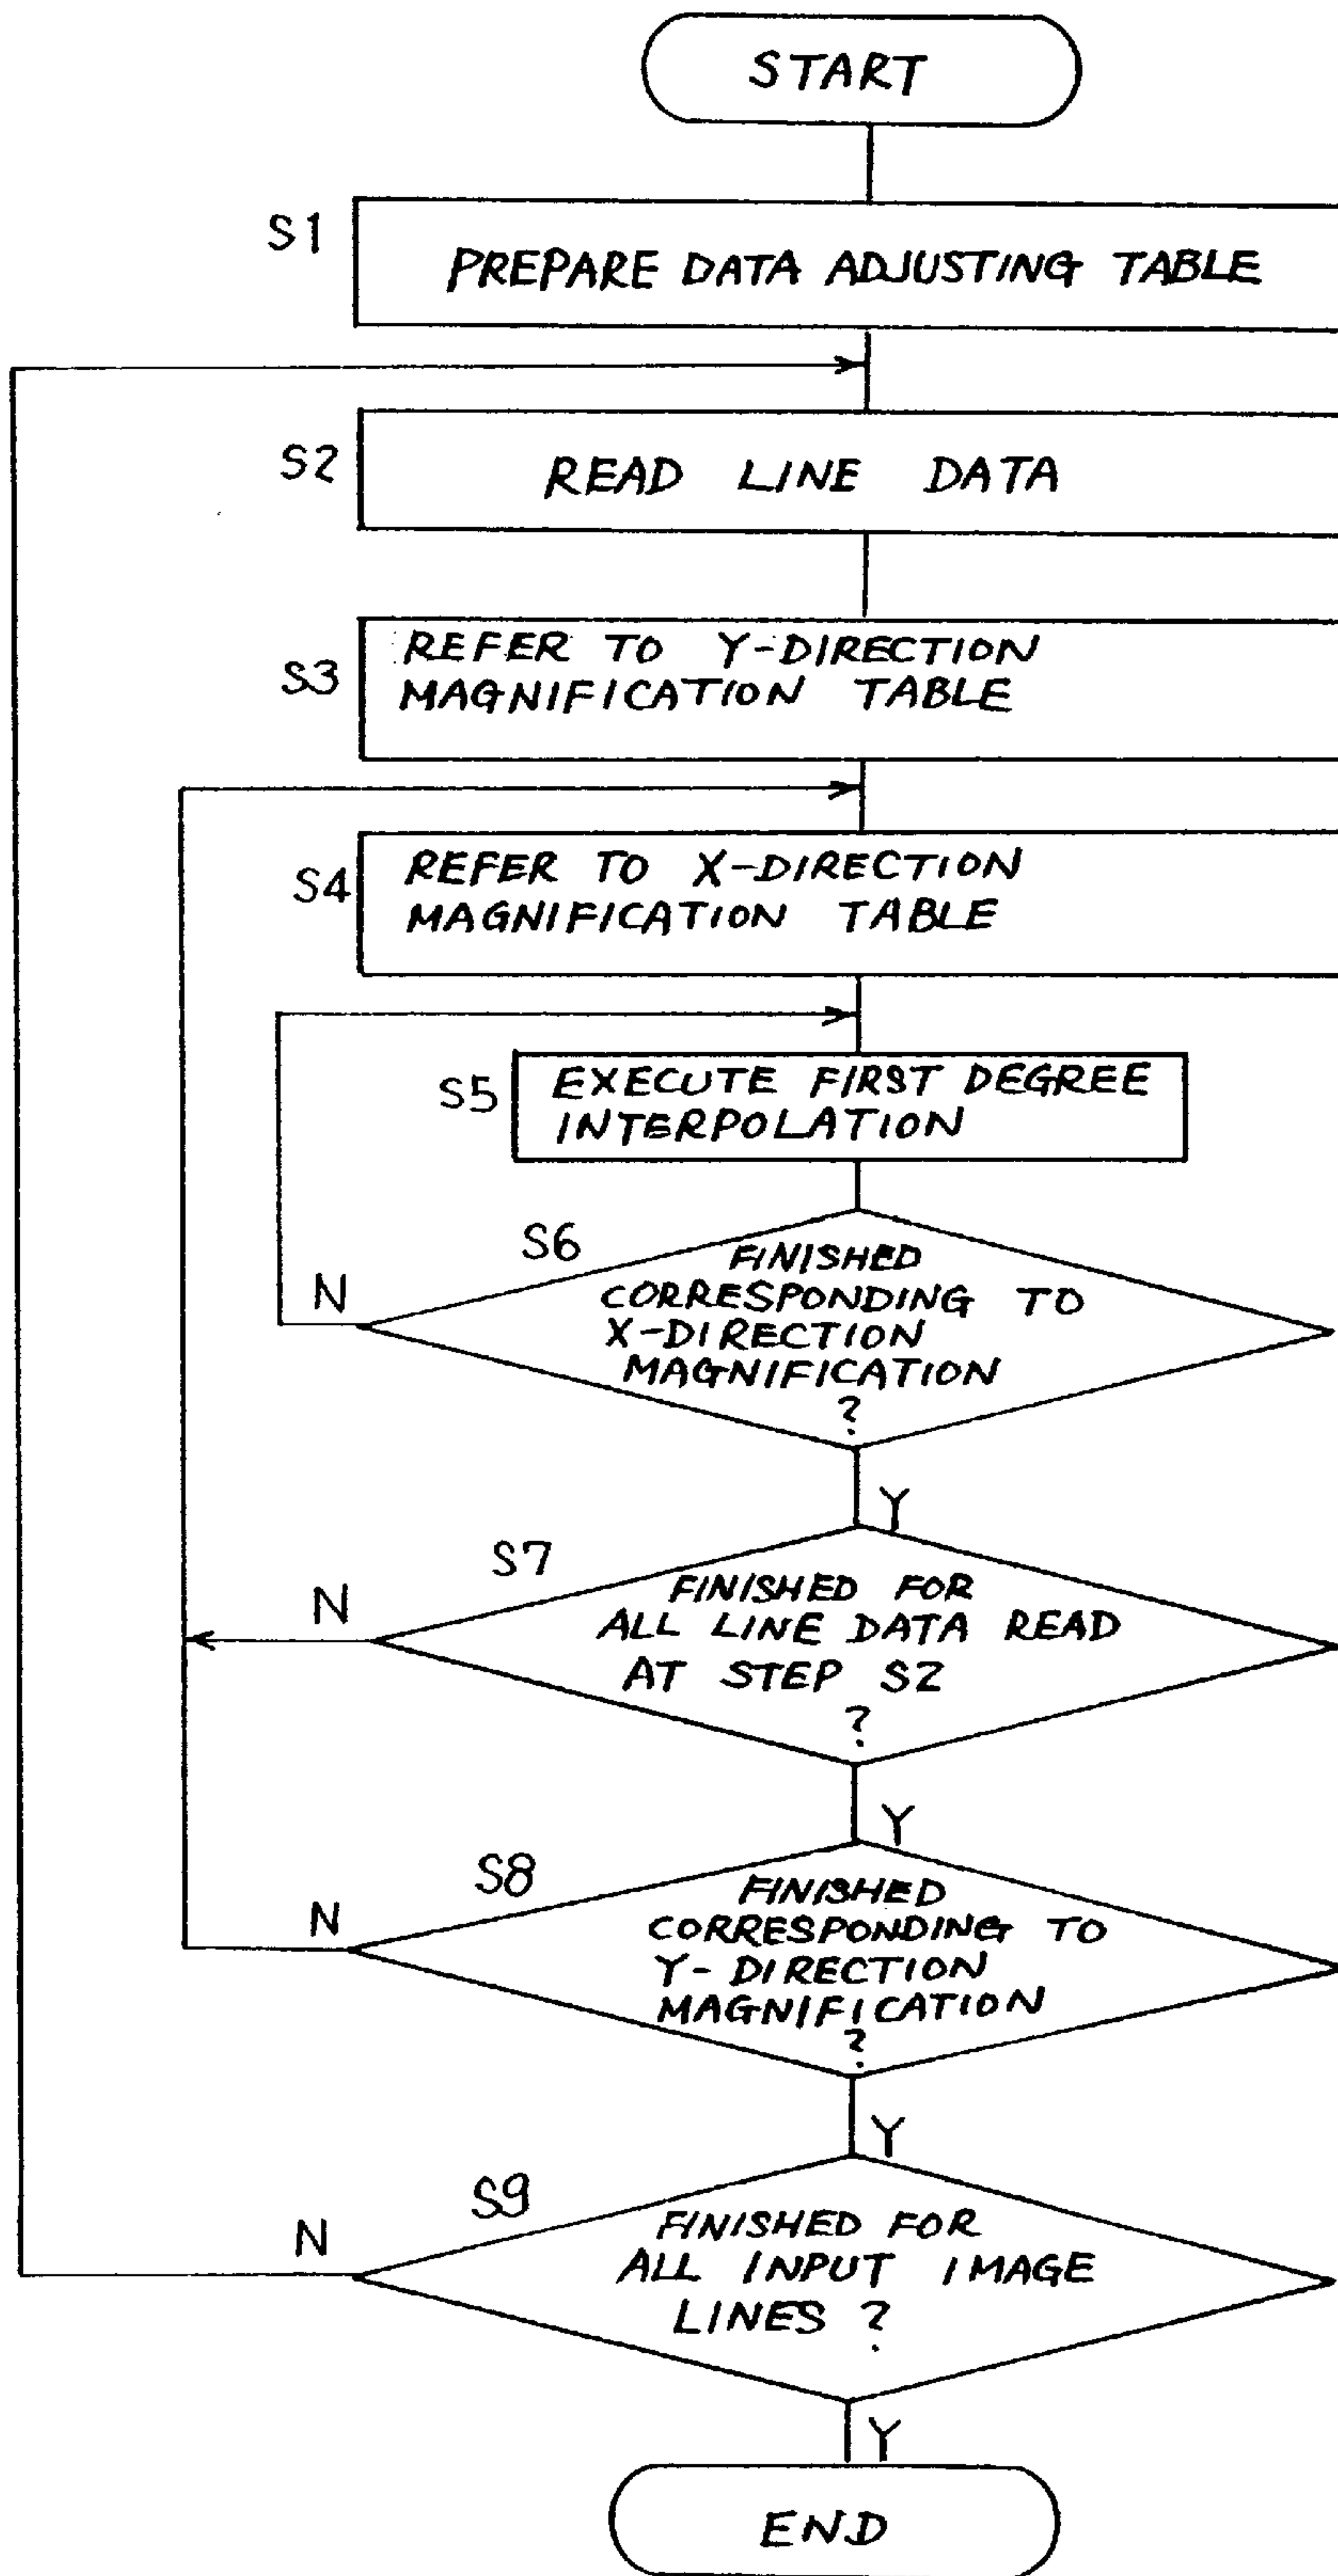 START
S1
PREPARE DATA ADJUSTING TABLE
S2
READ LINE DATA
S3
REFER TO Y-DIRECTION
MAGNIFICATION TABLE
S4
REFER TO X-DIRECTION
MAGNIFICATION TABLE
S5
EXECUTE FIRST DEGREE
INTERPOLATION
S6
FINISHED
CORRESPONDING TO
X-DIRECTION
MAGNIFICATION
?
N
Y
S7
FINISHED FOR
ALL LINE DATA READ
AT STEP S2
?
N
Y
S8
FINISHED
CORRESPONDING TO
Y-DIRECTION
MAGNIFICATION
?
N
Y
S9
FINISHED FOR
ALL INPUT IMAGE
LINES ?
N
Y
END